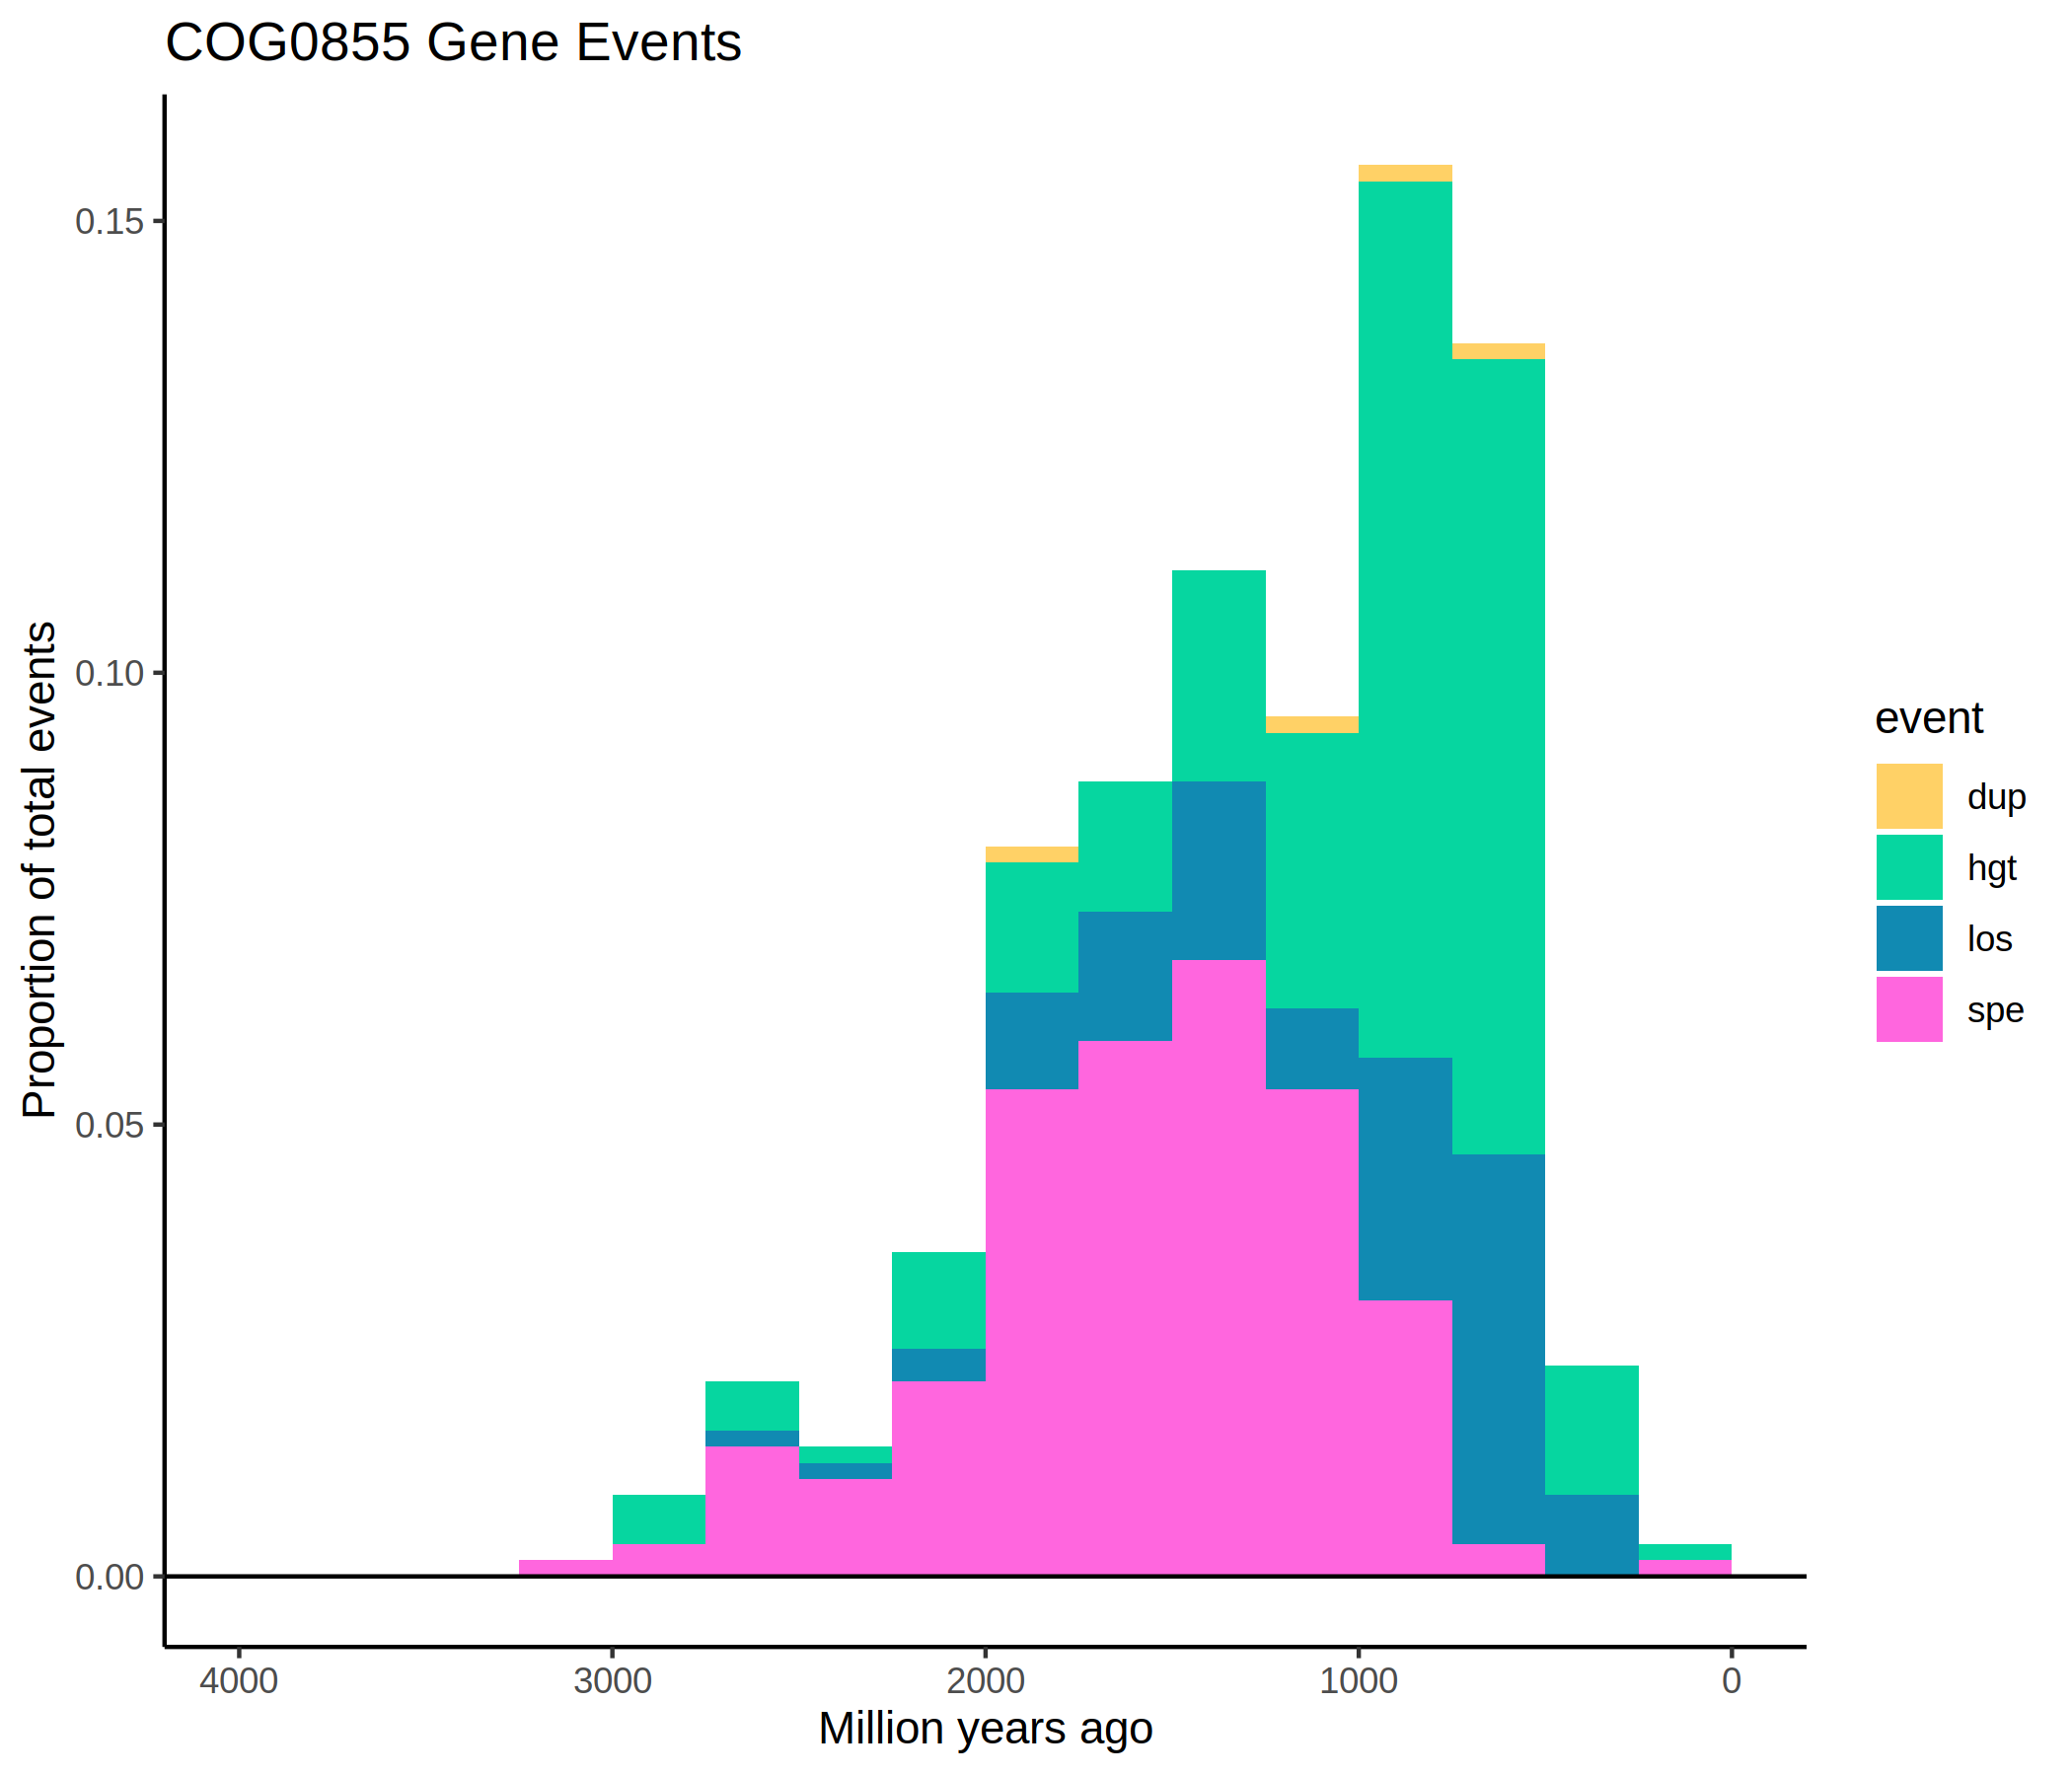 COG0855 Gene Events
Proportion of total events
0.15
0.10
0.05
0.00
4000 3000 2000 1000 0
Million years ago
event
dup
hgt
los
spe